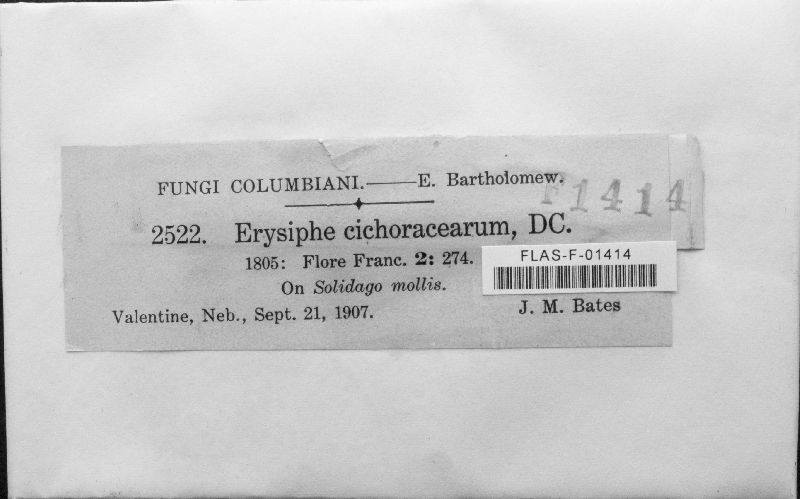 FUNGI COLUMBIANI.——E. Bartholomew.
F1414
2522. Erysiphe cichoracearum, DC.
1805: Flore Franc. 2: 274.
FLAS-F-01414
On Solidago mollis.
Valentine, Neb., Sept. 21, 1907. J. M. Bates